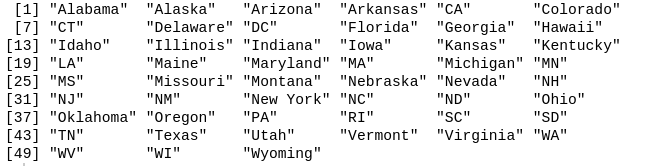 [1] "Alabama" "Alaska" "Arizona" "Arkansas" "CA" "Colorado"
[7] "CT" "Delaware" "DC" "Florida" "Georgia" "Hawaii"
[13] "Idaho" "Illinois" "Indiana" "Iowa" "Kansas" "Kentucky"
[19] "LA" "Maine" "Maryland" "MA" "Michigan" "MN"
[25] "MS" "Missouri" "Montana" "Nebraska" "Nevada" "NH"
[31] "NJ" "NM" "New York" "NC" "ND" "Ohio"
[37] "Oklahoma" "Oregon" "PA" "RI" "SC" "SD"
[43] "TN" "Texas" "Utah" "Vermont" "Virginia" "WA"
[49] "WV" "WI" "Wyoming"